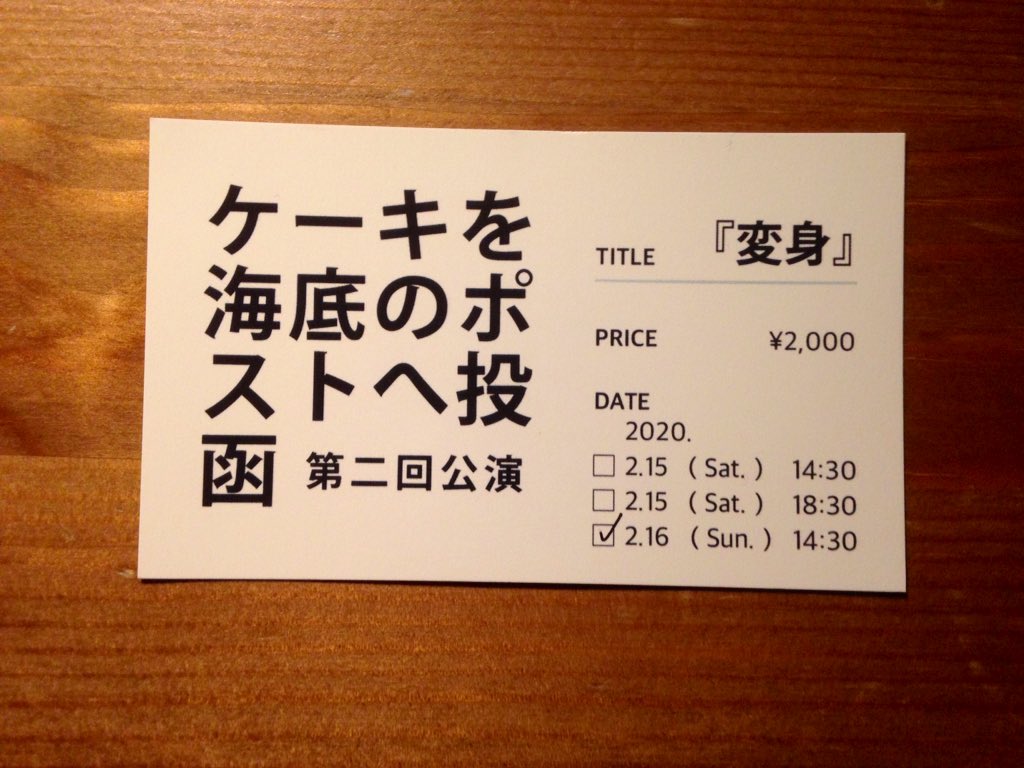 ケーキを
海底のポ
ストへ投
函 第二回公演
TITLE 『変身』
PRICE ¥2,000
DATE
2020.
☐ 2.15 ( Sat. ) 14:30
☐ 2.15 ( Sat. ) 18:30
☑ 2.16 ( Sun. ) 14:30